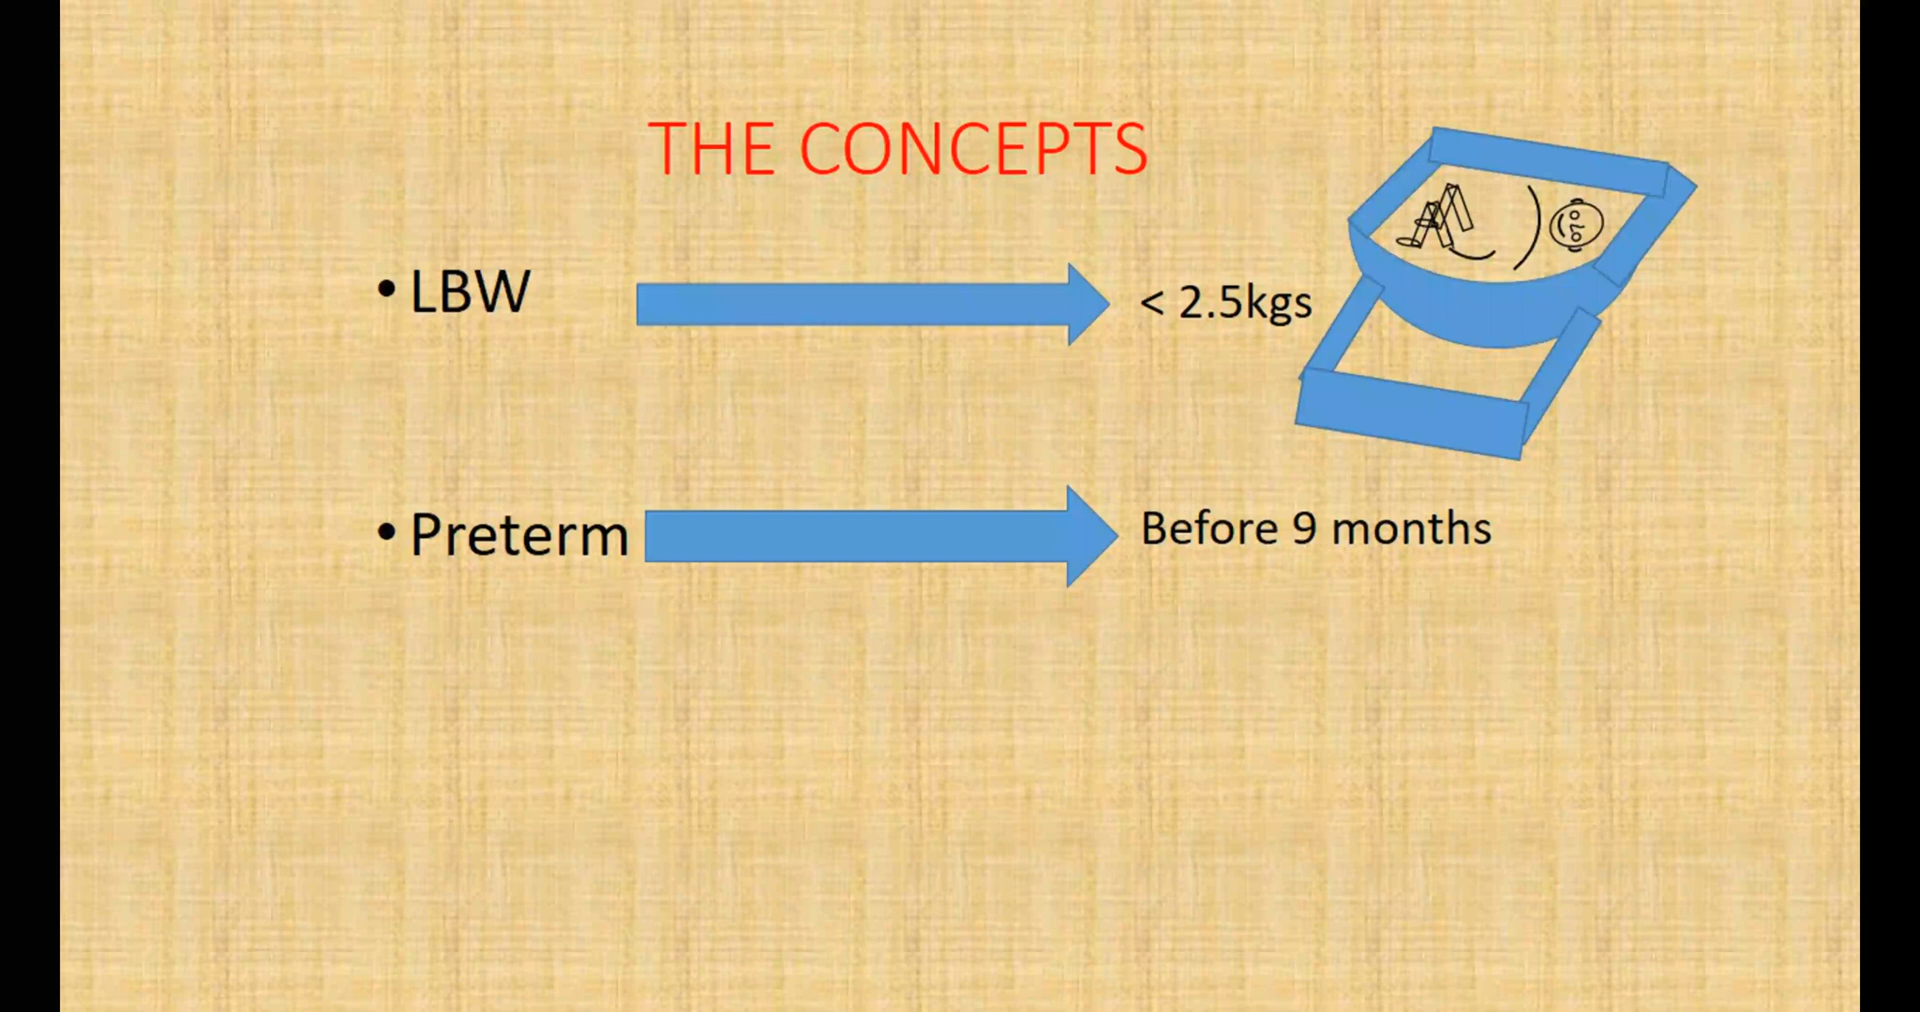 THE CONCEPTS
• LBW
< 2.5kgs
• Preterm
Before 9 months